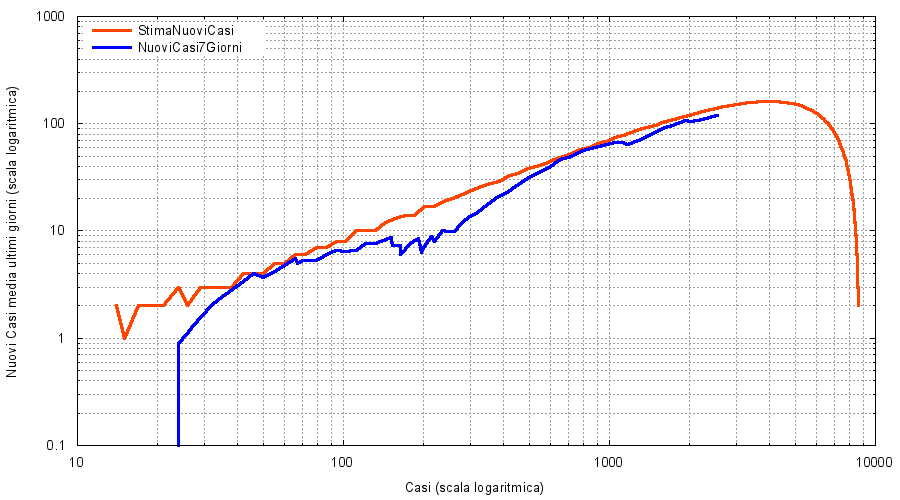 1000
StimaNuoviCasi
NuoviCasi7Giorni
100
10
1
0.1
10
100
1000
10000
Nuovi Casi media ultimi giorni (scala logaritmica)
Casi (scala logaritmica)